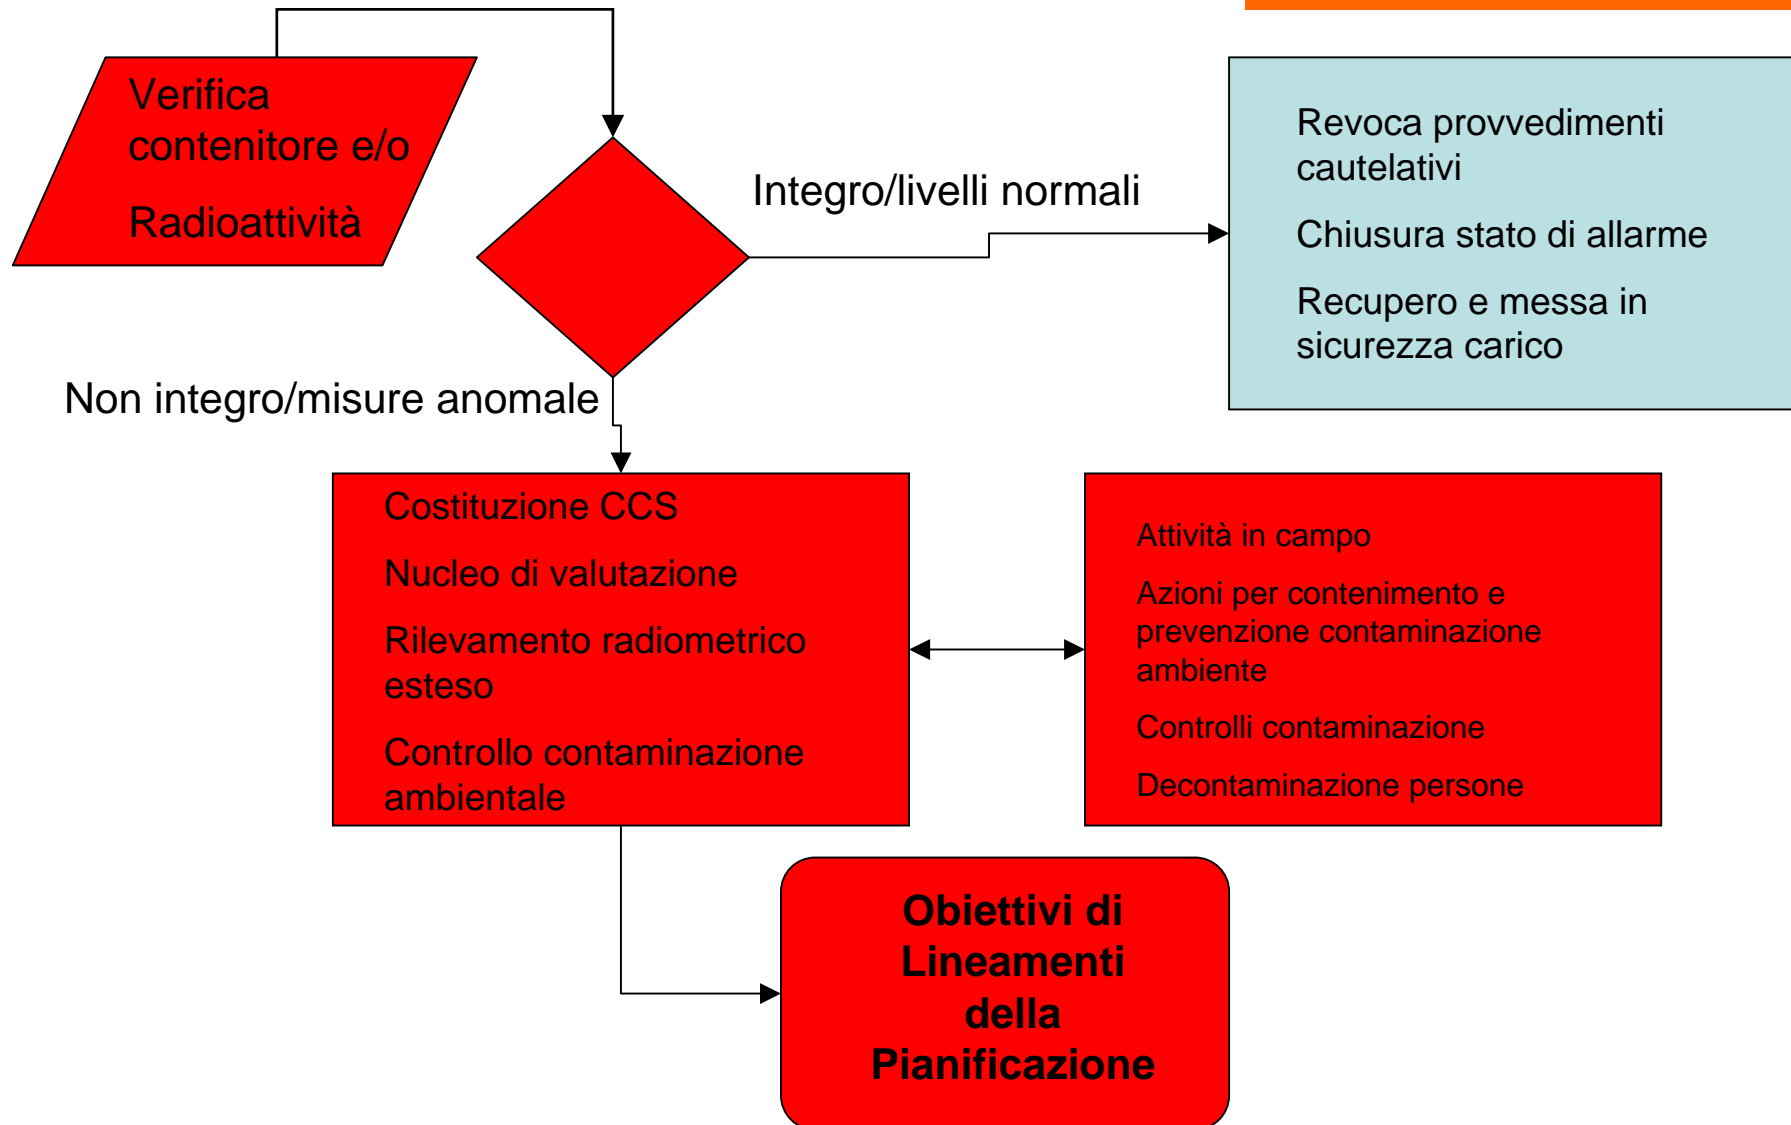 Verifica
contenitore e/o
Radioattività
Integro/livelli normali
Revoca provvedimenti
cautelativi
Chiusura stato di allarme
Recupero e messa in
sicurezza carico
Non integro/misure anomale
Costituzione CCS
Nucleo di valutazione
Rilevamento radiometrico
esteso
Controllo contaminazione
ambientale
Attività in campo
Azioni per contenimento e
prevenzione contaminazione
ambiente
Controlli contaminazione
Decontaminazione persone
Obiettivi di
Lineamenti
della
Pianificazione